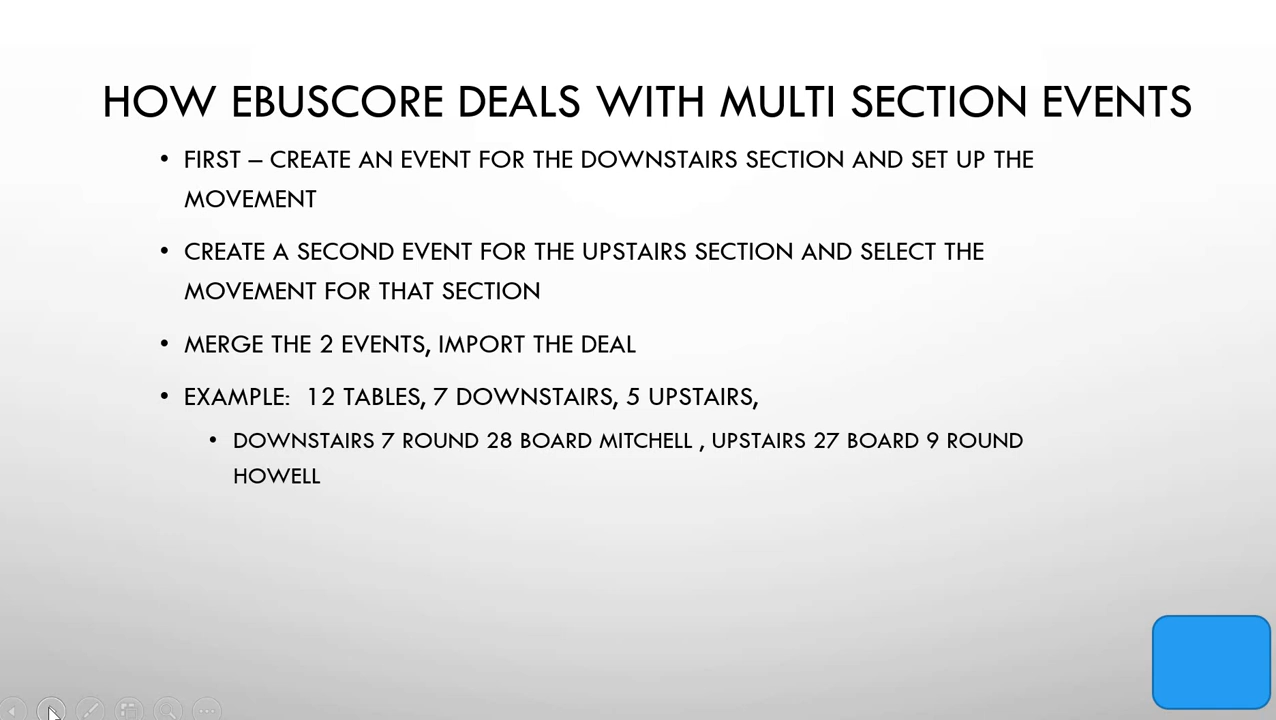 HOW EBUSCORE DEALS WITH MULTI SECTION EVENTS
• FIRST – CREATE AN EVENT FOR THE DOWNSTAIRS SECTION AND SET UP THE
MOVEMENT
• CREATE A SECOND EVENT FOR THE UPSTAIRS SECTION AND SELECT THE
MOVEMENT FOR THAT SECTION
• MERGE THE 2 EVENTS, IMPORT THE DEAL
• EXAMPLE:  12 TABLES, 7 DOWNSTAIRS, 5 UPSTAIRS,
• DOWNSTAIRS 7 ROUND 28 BOARD MITCHELL , UPSTAIRS 27 BOARD 9 ROUND
HOWELL